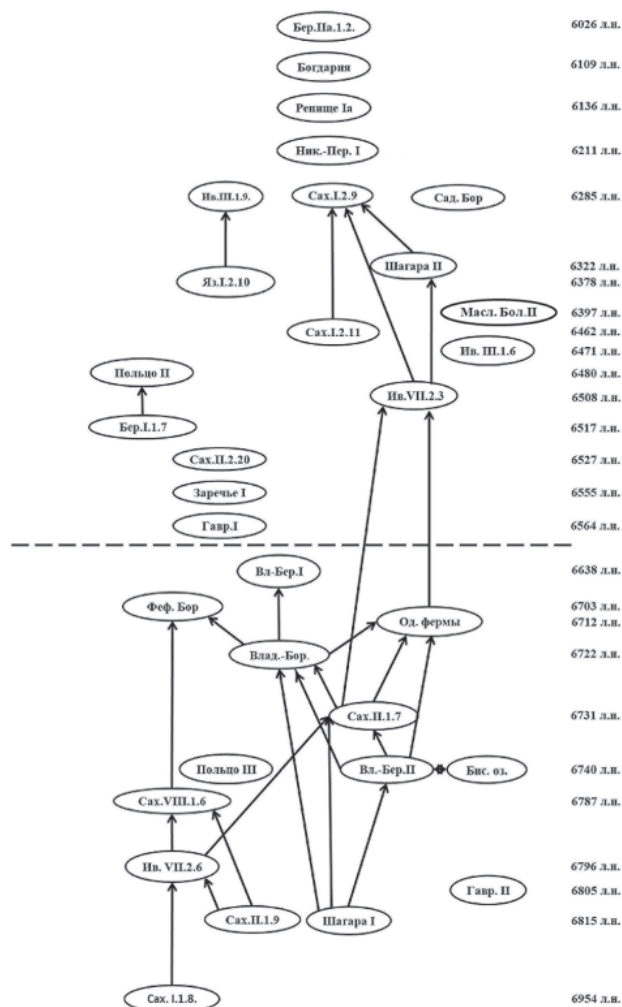 Бер.IIа.1.2. 6026 л.н.
Богдарня 6109 л.н.
Репище Iа 6136 л.н.
Ник.-Пер. I 6211 л.н.
Ив.III.1.9. Сах.I.2.9 Сад. Бор 6285 л.н.
Шагара II 6322 л.н.
Яз.I.2.10 6378 л.н.
Масл. Бол.II 6397 л.н.
Сах.I.2.11 6462 л.н.
Ив. III.1.6 6471 л.н.
Польцо II 6480 л.н.
Ив.VII.2.3 6508 л.н.
Бер.I.1.7 6517 л.н.
Сах.II.2.20 6527 л.н.
Заречье I 6555 л.н.
Гавр.I 6564 л.н.
Вл-Бер.I 6638 л.н.
Феф. Бор 6703 л.н.
Од. фермы 6712 л.н.
Влад.-Бор. 6722 л.н.
Сах.II.1.7 6731 л.н.
Польцо III Вл.-Бер.II Бис. оз. 6740 л.н.
Сах.VIII.1.6 6787 л.н.
Ив. VII.2.6 6796 л.н.
Гавр. II 6805 л.н.
Сах.II.1.9 Шагара I 6815 л.н.
Сах. I.1.8. 6954 л.н.